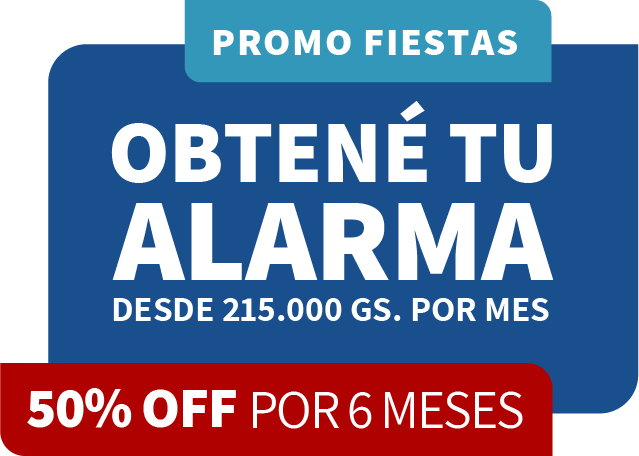 PROMO FIESTAS
OBTENÉ TU
ALARMA
DESDE 215.000 GS. POR MES
50% OFF POR 6 MESES